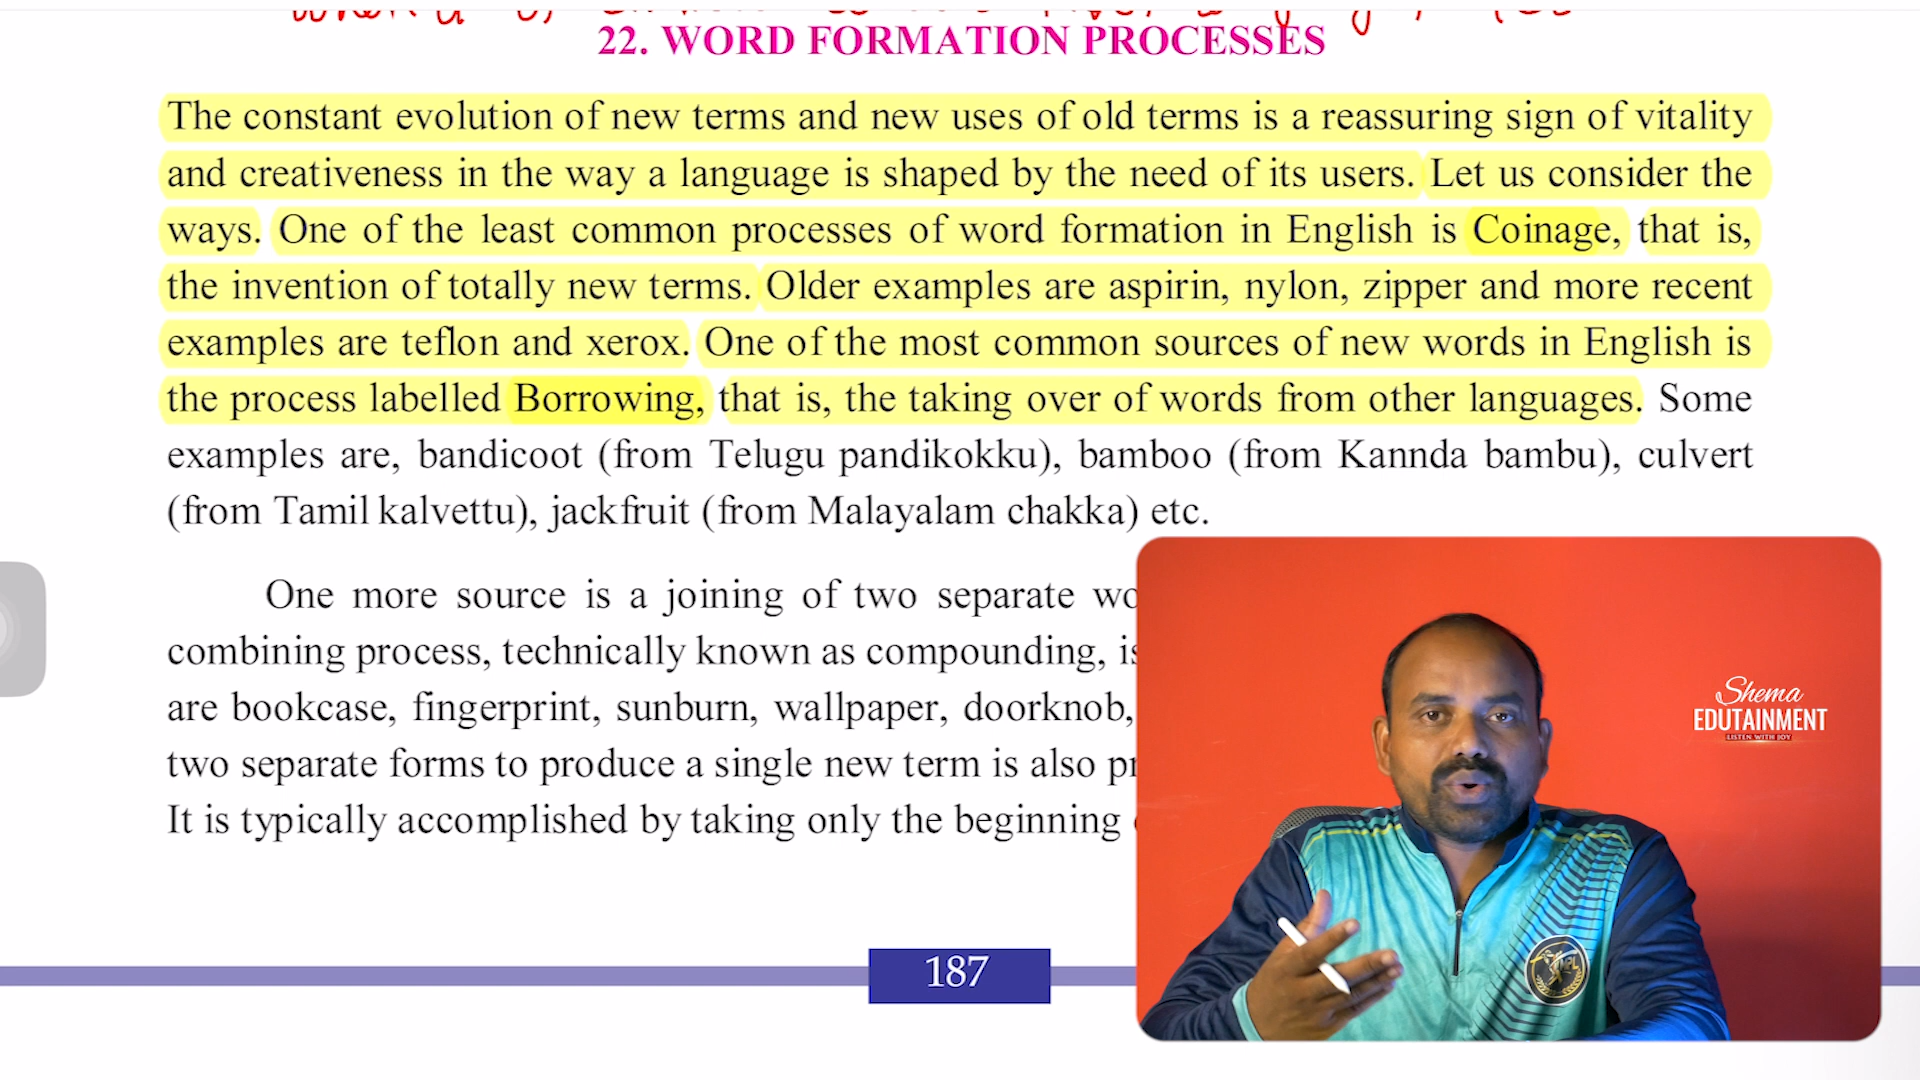 22. WORD FORMATION PROCESSES
The constant evolution of new terms and new uses of old terms is a reassuring sign of vitality
and creativeness in the way a language is shaped by the need of its users. Let us consider the
ways. One of the least common processes of word formation in English is Coinage, that is,
the invention of totally new terms. Older examples are aspirin, nylon, zipper and more recent
examples are teflon and xerox. One of the most common sources of new words in English is
the process labelled Borrowing, that is, the taking over of words from other languages. Some
examples are, bandicoot (from Telugu pandikokku), bamboo (from Kannda bambu), culvert
(from Tamil kalvettu), jackfruit (from Malayalam chakka) etc.
One more source is a joining of two separate
combining process, technically known as compounding,
are bookcase, fingerprint, sunburn, wallpaper, doorknob,
two separate forms to produce a single new term is also
It is typically accomplished by taking only the beginning
187
Shema
EDUTAINMENT
LISTEN WITH JOY